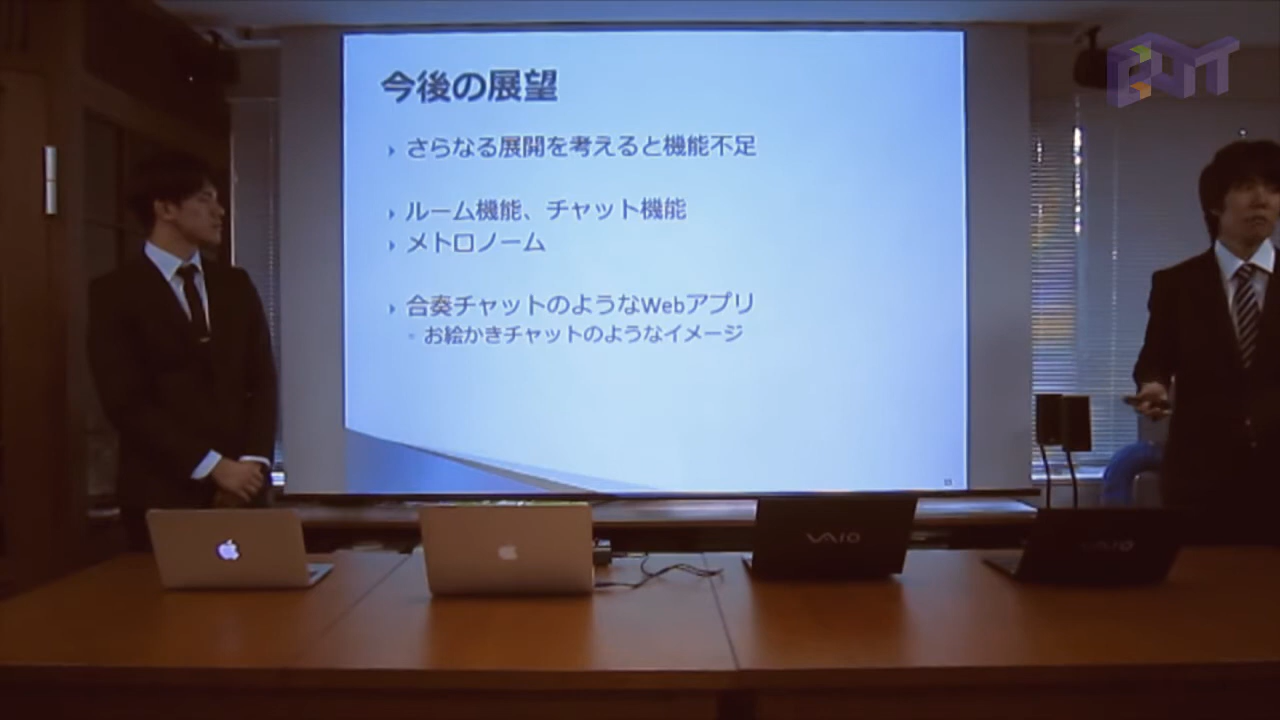 今後の展望
さらなる展開を考えると機能不足
ルーム機能、チャット機能
メトロノーム
合奏チャットのようなWebアプリ
お絵かきチャットのようなイメージ
VAIO
VAIO